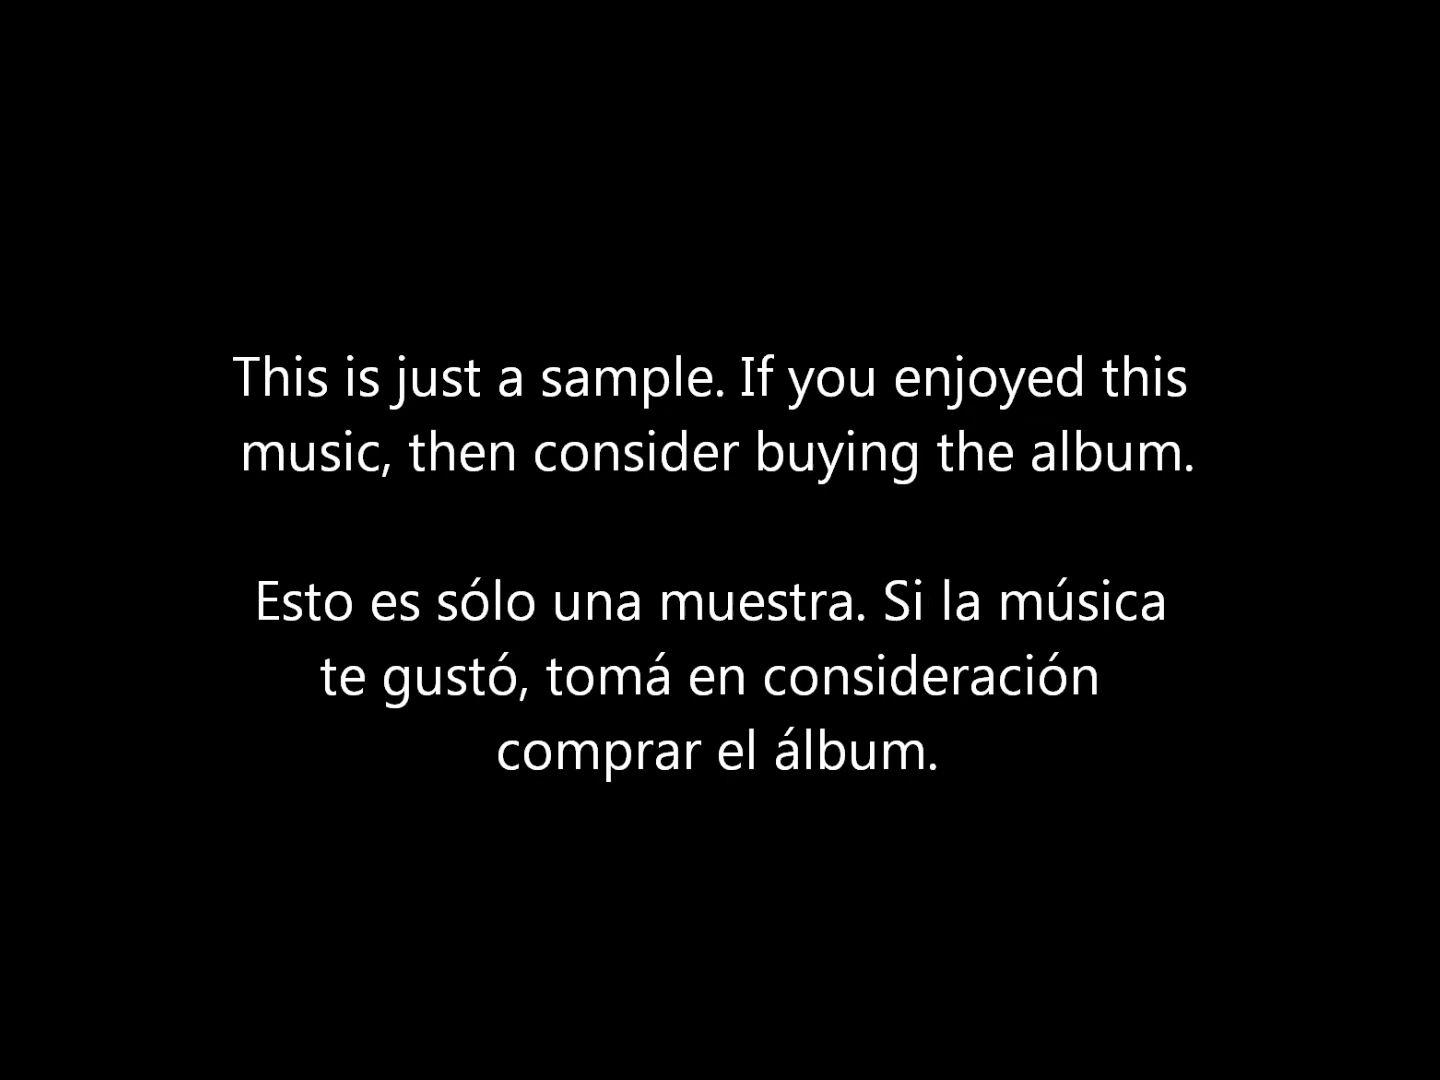 This is just a sample. If you enjoyed this
music, then consider buying the album.
Esto es sólo una muestra. Si la música
te gustó, tomá en consideración
comprar el álbum.